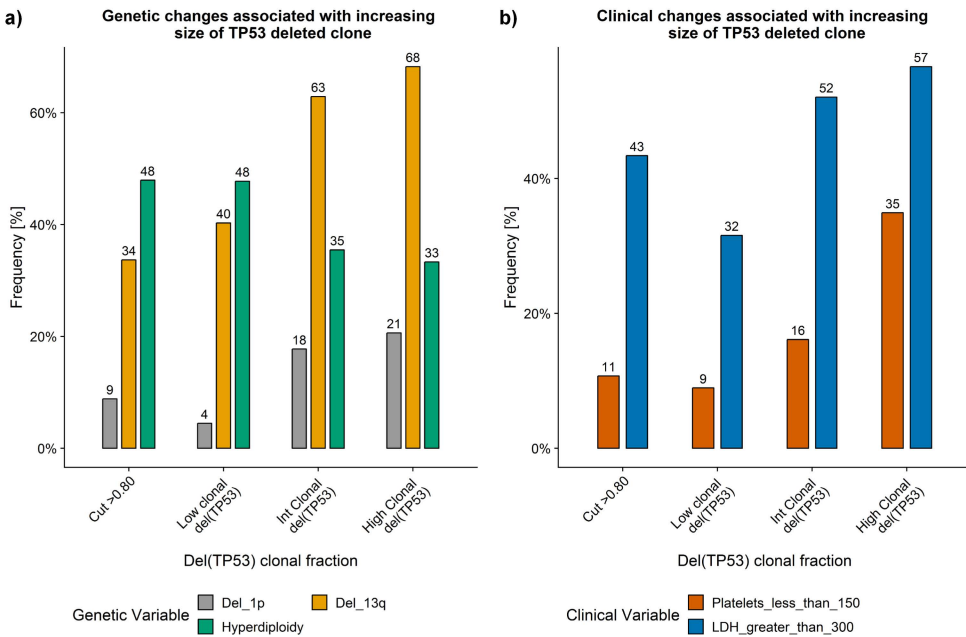 a)
Genetic changes associated with increasing
size of TP53 deleted clone
Frequency [%]
60%
40%
20%
0%
9
34
48
4
40
48
18
63
35
21
68
33
Cut >0.80
Low clonal
del(TP53)
Int Clonal
del(TP53)
High Clonal
del(TP53)
Del(TP53) clonal fraction
Genetic Variable
Del_1p
Del_13q
Hyperdiploidy
b)
Clinical changes associated with increasing
size of TP53 deleted clone
Frequency [%]
40%
20%
0%
11
43
9
32
16
52
35
57
Cut >0.80
Low clonal
del(TP53)
Int Clonal
del(TP53)
High Clonal
del(TP53)
Del(TP53) clonal fraction
Clinical Variable
Platelets_less_than_150
LDH_greater_than_300